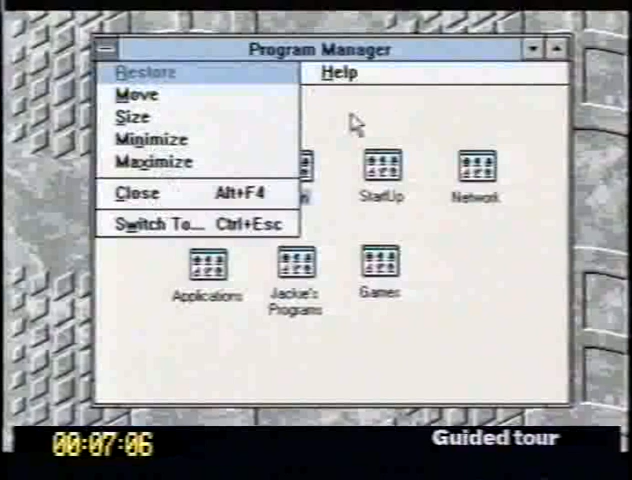 Program Manager
Restore
Help
Move
Size
Minimize
Maximize
Close Alt+F4
Switch To... Ctrl+Esc
StartUp
Network
Applications
Jackie's
Programs
Games
00:07:06
Guided tour